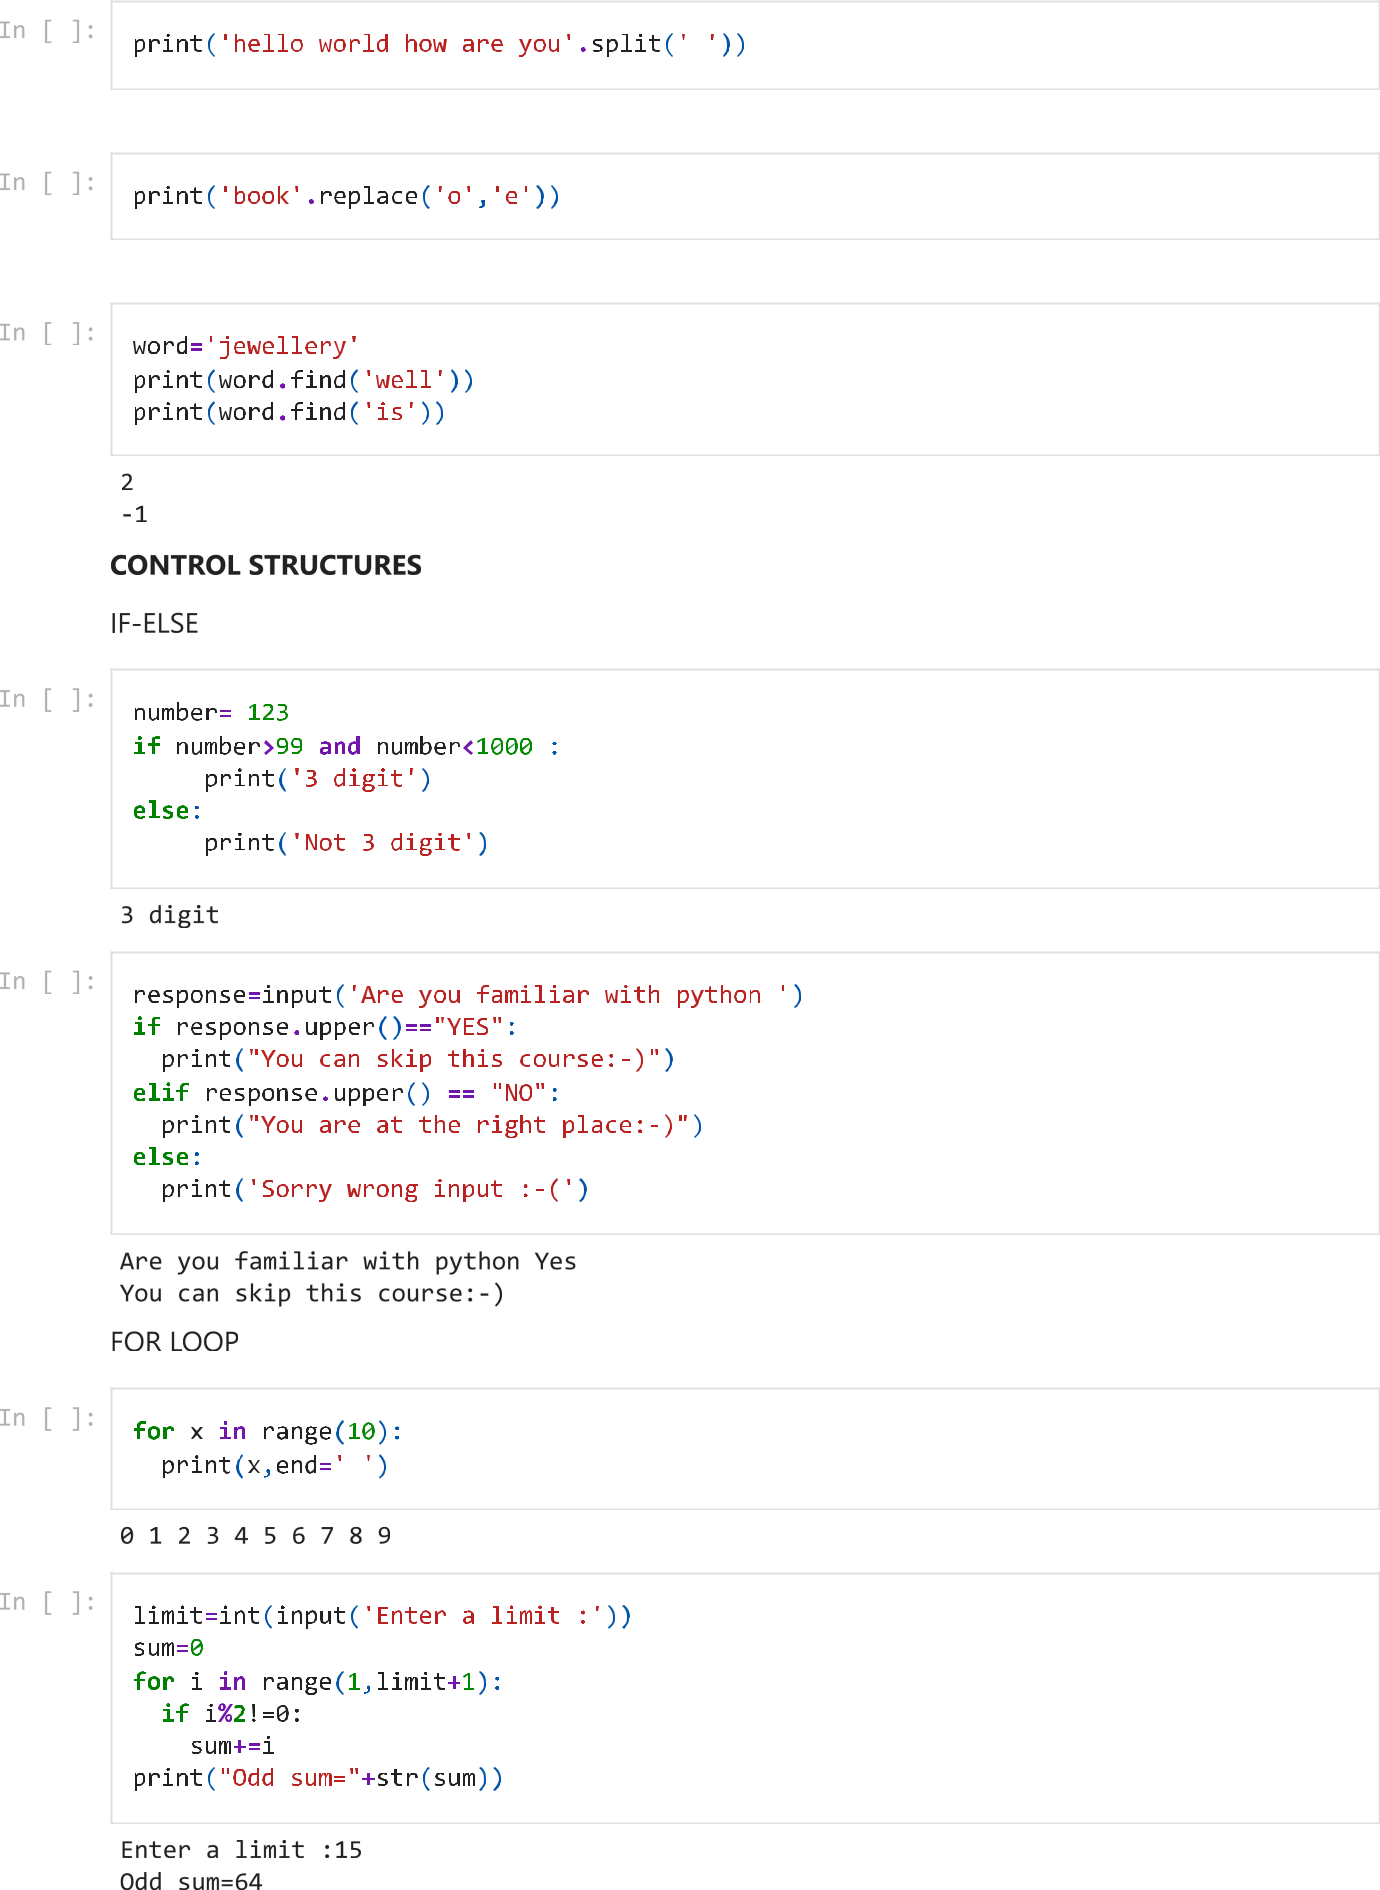 In [ ]:
print('hello world how are you'.split(' '))
In [ ]:
print('book'.replace('o','e'))
In [ ]:
word='jewellery'
print(word.find('well'))
print(word.find('is'))
2
-1
CONTROL STRUCTURES
IF-ELSE
In [ ]:
number= 123
if number>99 and number<1000 :
     print('3 digit')
else:
     print('Not 3 digit')
3 digit
In [ ]:
response=input('Are you familiar with python ')
if response.upper()=="YES":
  print("You can skip this course:-)")
elif response.upper() == "NO":
  print("You are at the right place:-)")
else:
  print('Sorry wrong input :-(')
Are you familiar with python Yes
You can skip this course:-)
FOR LOOP
In [ ]:
for x in range(10):
  print(x,end=' ')
0 1 2 3 4 5 6 7 8 9
In [ ]:
limit=int(input('Enter a limit :'))
sum=0
for i in range(1,limit+1):
  if i%2!=0:
    sum+=i
print("Odd sum="+str(sum))
Enter a limit :15
Odd sum=64